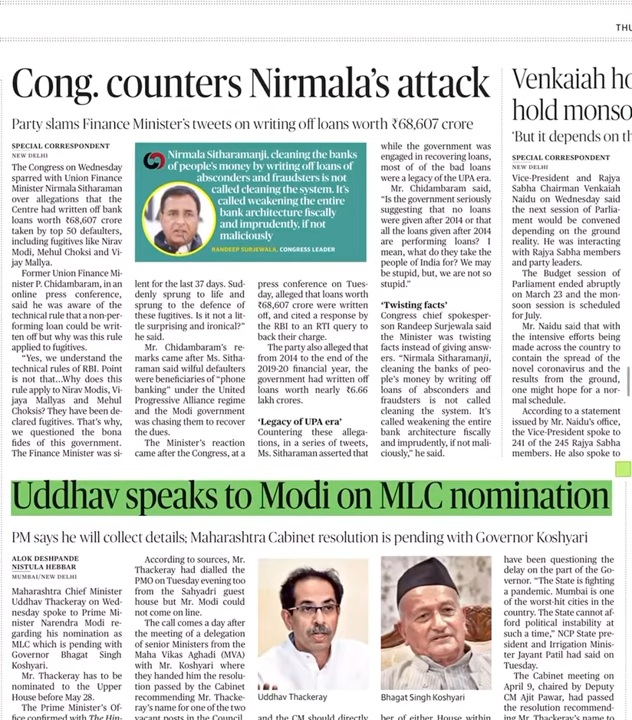 THU
Cong. counters Nirmala's attack
Party slams Finance Minister's tweets on writing off loans worth ₹68,607 crore
SPECIAL CORRESPONDENT
NEW DELHI
The Congress on Wednesday
sparred with Union Finance
Minister Nirmala Sitharaman
over allegations that the
Centre had written off bank
loans worth ₹68,607 crore
taken by top 50 defaulters,
including fugitives like Nirav
Modi, Mehul Choksi and Vi-
jay Mallya.
Former Union Finance Mi-
nister P. Chidambaram, in an
online press conference,
said he was aware of the
technical rule that a non-per-
forming loan could be writ-
ten off but why was this rule
applied to fugitives.
"Yes, we understand the
technical rules of RBI. Point
is not that...Why does this
rule apply to Nirav Modis, Vi-
jaya Mallyas and Mehul
Choksis? They have been de-
clared fugitives. That's why,
we questioned the bona
fides of this government.
The Finance Minister was si-
Nirmala Sitharamanji, cleaning the banks
of people's money by writing off loans of
absconders and fraudsters is not
called cleaning the system. It's
called weakening the entire
bank architecture fiscally
and imprudently, if not
maliciously
RANDEEP SURJEWALA, CONGRESS LEADER
lent for the last 37 days. Sud-
denly sprung to life and
sprung to the defence of
these fugitives. Is it not a lit-
tle surprising and ironical?"
he said.
Mr. Chidambaram's re-
marks came after Ms. Sitha-
raman said wilful defaulters
were beneficiaries of "phone
banking" under the United
Progressive Alliance regime
and the Modi government
was chasing them to recover
the dues.
The Minister's reaction
came after the Congress, at a
press conference on Tues-
day, alleged that loans worth
₹68,607 crore were written
off, and cited a response by
the RBI to an RTI query to
back their charge.
The party also alleged that
from 2014 to the end of the
2019-20 financial year, the
government had written off
loans worth nearly ₹6.66
lakh crores.
'Legacy of UPA era'
Countering these allega-
tions, in a series of tweets,
Ms. Sitharaman asserted that
while the government was
engaged in recovering loans,
most of of the bad loans
were a legacy of the UPA era.
Mr. Chidambaram said,
"Is the government seriously
suggesting that no loans
were given after 2014 or that
all the loans given after 2014
are performing loans? I
mean, what do they take the
people of India for? We may
be stupid, but, we are not so
stupid."
'Twisting facts'
Congress chief spokesper-
son Randeep Surjewala said
the Minister was twisting
facts instead of giving answ-
ers. "Nirmala Sitharamanji,
cleaning the banks of peo-
ple's money by writing off
loans of absconders and
fraudsters is not called
cleaning the system. It's
called weakening the entire
bank architecture fiscally
and imprudently, if not mali-
ciously," he said.
Venkaiah ho
hold monso
'But it depends on th
SPECIAL CORRESPONDENT
NEW DELHI
Vice-President and Rajya
Sabha Chairman Venkaiah
Naidu on Wednesday said
the next session of Parlia-
ment would be convened
depending on the ground
reality. He was interacting
with Rajya Sabha members
and party leaders.
The Budget session of
Parliament ended abruptly
on March 23 and the mon-
soon session is scheduled
for July.
Mr. Naidu said that with
the intensive efforts being
made across the country to
contain the spread of the
novel coronavirus and the
results from the ground,
one might hope for a nor-
mal schedule.
According to a statement
issued by Mr. Naidu's office,
the Vice-President spoke to
241 of the 245 Rajya Sabha
members. He also spoke to
Uddhav speaks to Modi on MLC nomination
PM says he will collect details; Maharashtra Cabinet resolution is pending with Governor Koshyari
ALOK DESHPANDE
NISTULA HEBBAR
MUMBAI/NEW DELHI
Maharashtra Chief Minister
Uddhav Thackeray on Wed-
nesday spoke to Prime Mi-
nister Narendra Modi re-
garding his nomination as
MLC which is pending with
Governor Bhagat Singh
Koshyari.
Mr. Thackeray has to be
nominated to the Upper
House before May 28.
The Prime Minister's Of-
fice confirmed with The Hin-
According to sources, Mr.
Thackeray had dialled the
PMO on Tuesday evening too
from the Sahyadri guest
house but Mr. Modi could
not come on line.
The call comes a day after
the meeting of a delegation
of senior Ministers from the
Maha Vikas Aghadi (MVA)
with Mr. Koshyari where
they handed him the resolu-
tion passed by the Cabinet
recommending Mr. Thacke-
ray's name for one of the two
vacant posts in the Council.
Uddhav Thackeray
and the CM should directly
Bhagat Singh Koshyari
ber of either House within
have been questioning the
delay on the part of the Go-
vernor. "The State is fighting
a pandemic. Mumbai is one
of the worst-hit cities in the
country. The State cannot af-
ford political instability at
such a time," NCP State pre-
sident and Irrigation Minis-
ter Jayant Patil had said on
Tuesday.
The Cabinet meeting on
April 9, chaired by Deputy
CM Ajit Pawar, had passed
the resolution recommend-